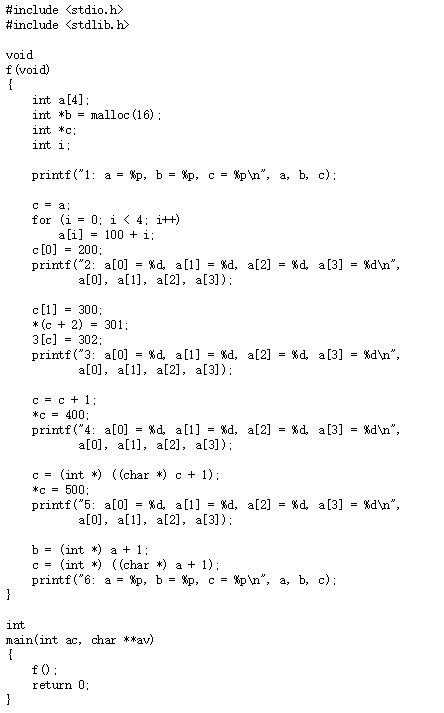 #include <stdio.h>
#include <stdlib.h>

void
f(void)
{
    int a[4];
    int *b = malloc(16);
    int *c;
    int i;

    printf("1: a = %p, b = %p, c = %p\n", a, b, c);

    c = a;
    for (i = 0; i < 4; i++)
        a[i] = 100 + i;
    c[0] = 200;
    printf("2: a[0] = %d, a[1] = %d, a[2] = %d, a[3] = %d\n",
           a[0], a[1], a[2], a[3]);

    c[1] = 300;
    *(c + 2) = 301;
    3[c] = 302;
    printf("3: a[0] = %d, a[1] = %d, a[2] = %d, a[3] = %d\n",
           a[0], a[1], a[2], a[3]);

    c = c + 1;
    *c = 400;
    printf("4: a[0] = %d, a[1] = %d, a[2] = %d, a[3] = %d\n",
           a[0], a[1], a[2], a[3]);

    c = (int *) ((char *) c + 1);
    *c = 500;
    printf("5: a[0] = %d, a[1] = %d, a[2] = %d, a[3] = %d\n",
           a[0], a[1], a[2], a[3]);

    b = (int *) a + 1;
    c = (int *) ((char *) a + 1);
    printf("6: a = %p, b = %p, c = %p\n", a, b, c);
}

int
main(int ac, char **av)
{
    f();
    return 0;
}